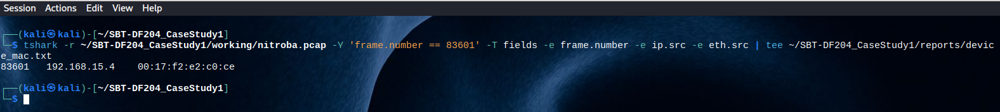 Session Actions Edit View Help
┌──(kali㉿kali)-[~/SBT-DF204_CaseStudy1]
└─$ tshark -r ~/SBT-DF204_CaseStudy1/working/nitroba.pcap -Y 'frame.number == 83601' -T fields -e frame.number -e ip.src -e eth.src | tee ~/SBT-DF204_CaseStudy1/reports/devic
e_mac.txt
83601 192.168.15.4 00:17:f2:e2:c0:ce
┌──(kali㉿kali)-[~/SBT-DF204_CaseStudy1]
└─$